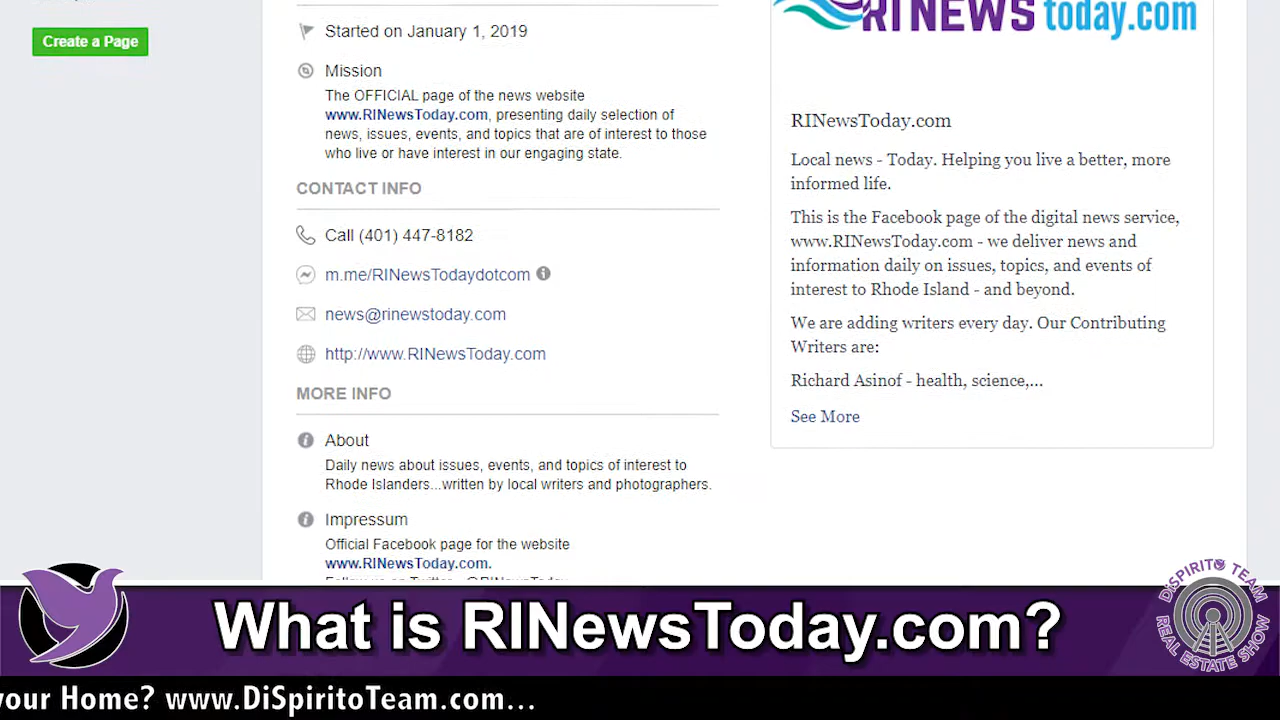 Create a Page
Started on January 1, 2019
Mission
The OFFICIAL page of the news website
www.RINewsToday.com, presenting daily selection of
news, issues, events, and topics that are of interest to those
who live or have interest in our engaging state.
CONTACT INFO
Call (401) 447-8182
m.me/RINewsTodaydotcom
news@rinewstoday.com
http://www.RINewsToday.com
MORE INFO
About
Daily news about issues, events, and topics of interest to
Rhode Islanders...written by local writers and photographers.
Impressum
Official Facebook page for the website
www.RINewsToday.com.
Follow us on Twitter - @RINewsToday
RINEWS today.com
RINewsToday.com
Local news - Today. Helping you live a better, more
informed life.
This is the Facebook page of the digital news service,
www.RINewsToday.com - we deliver news and
information daily on issues, topics, and events of
interest to Rhode Island - and beyond.
We are adding writers every day. Our Contributing
Writers are:
Richard Asinof - health, science,...
See More
What is RINewsToday.com?
DISPIRITO TEAM
REAL ESTATE SHOW
your Home? www.DiSpiritoTeam.com...